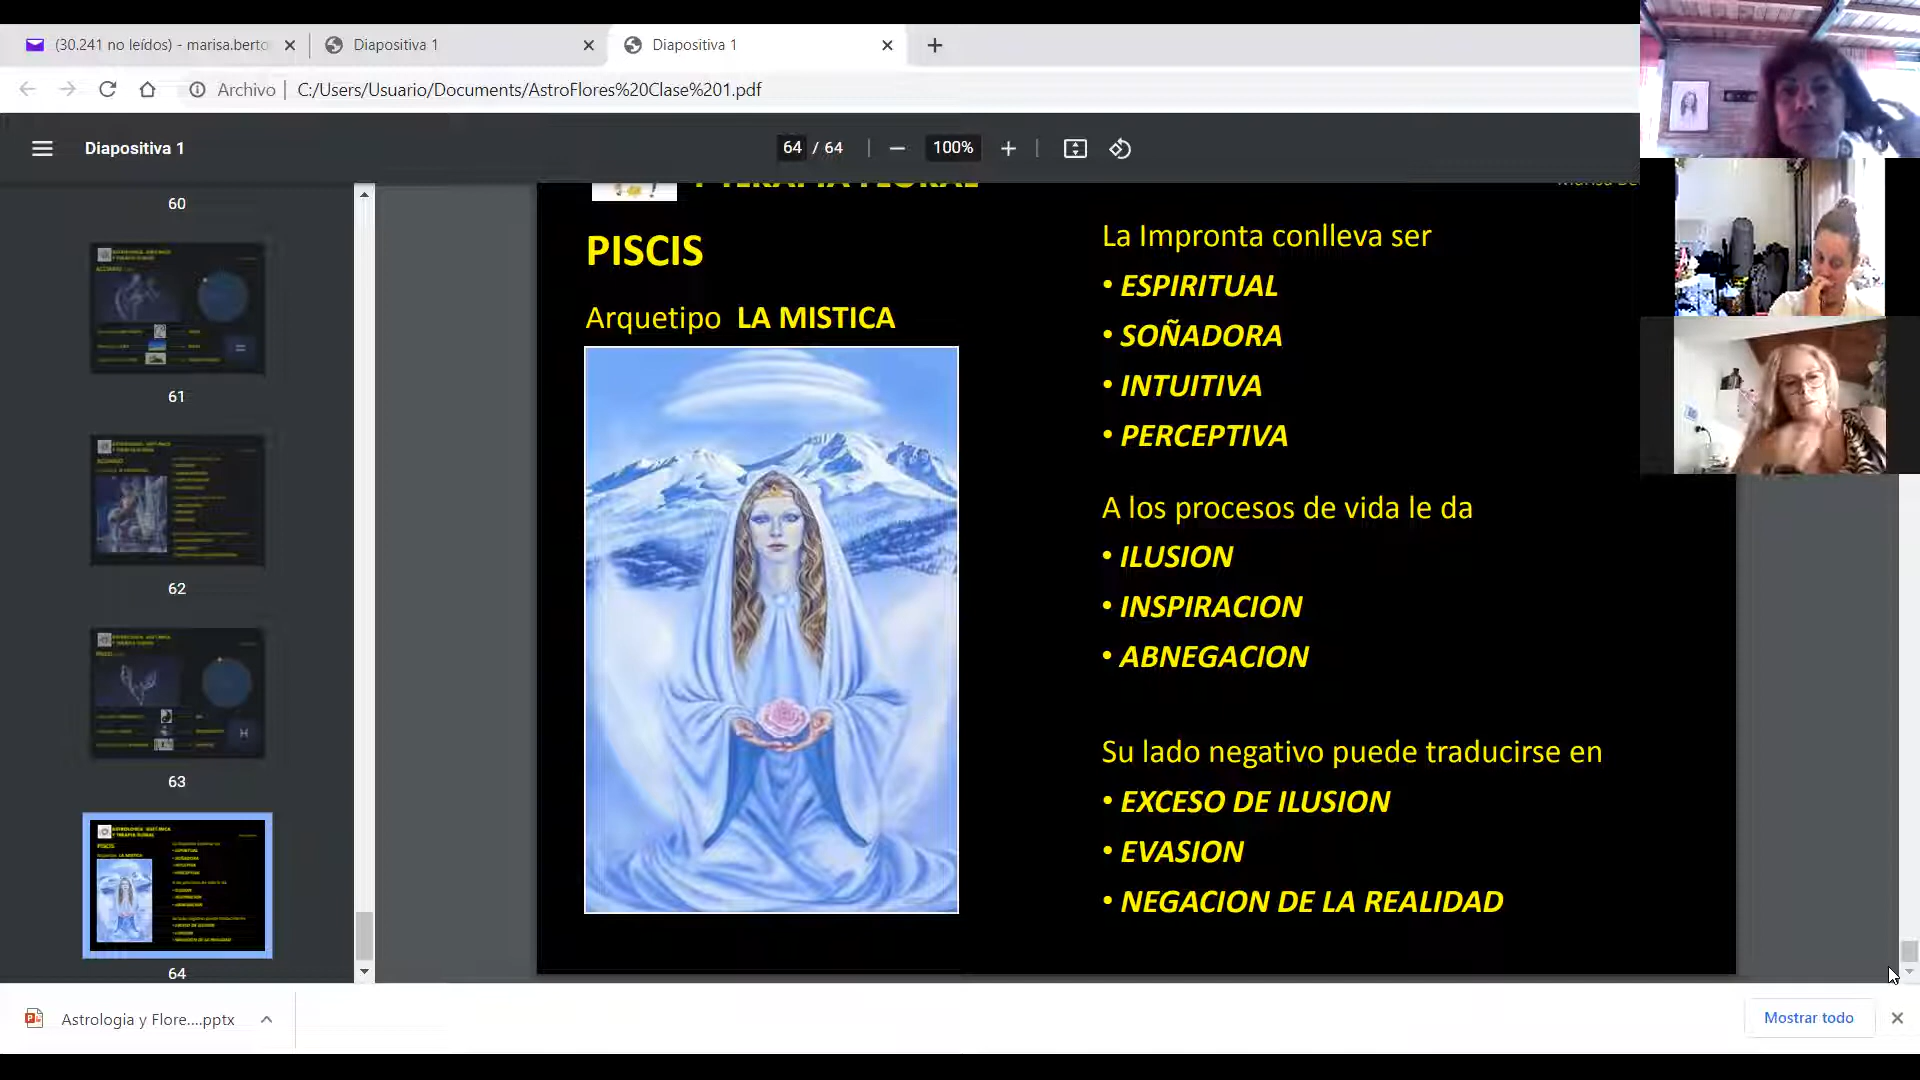 (30.241 no leídos) - marisa.berto
Diapositiva 1
Diapositiva 1
Archivo
C:/Users/Usuario/Documents/AstroFlores%20Clase%201.pdf
Diapositiva 1
64 / 64
100%
60
61
62
63
64
Y TERAPIA FLORAL
PISCIS
Arquetipo LA MISTICA
La Impronta conlleva ser
• ESPIRITUAL
• SOÑADORA
• INTUITIVA
• PERCEPTIVA
A los procesos de vida le da
• ILUSION
• INSPIRACION
• ABNEGACION
Su lado negativo puede traducirse en
• EXCESO DE ILUSION
• EVASION
• NEGACION DE LA REALIDAD
Astrologia y Flore....pptx
Mostrar todo